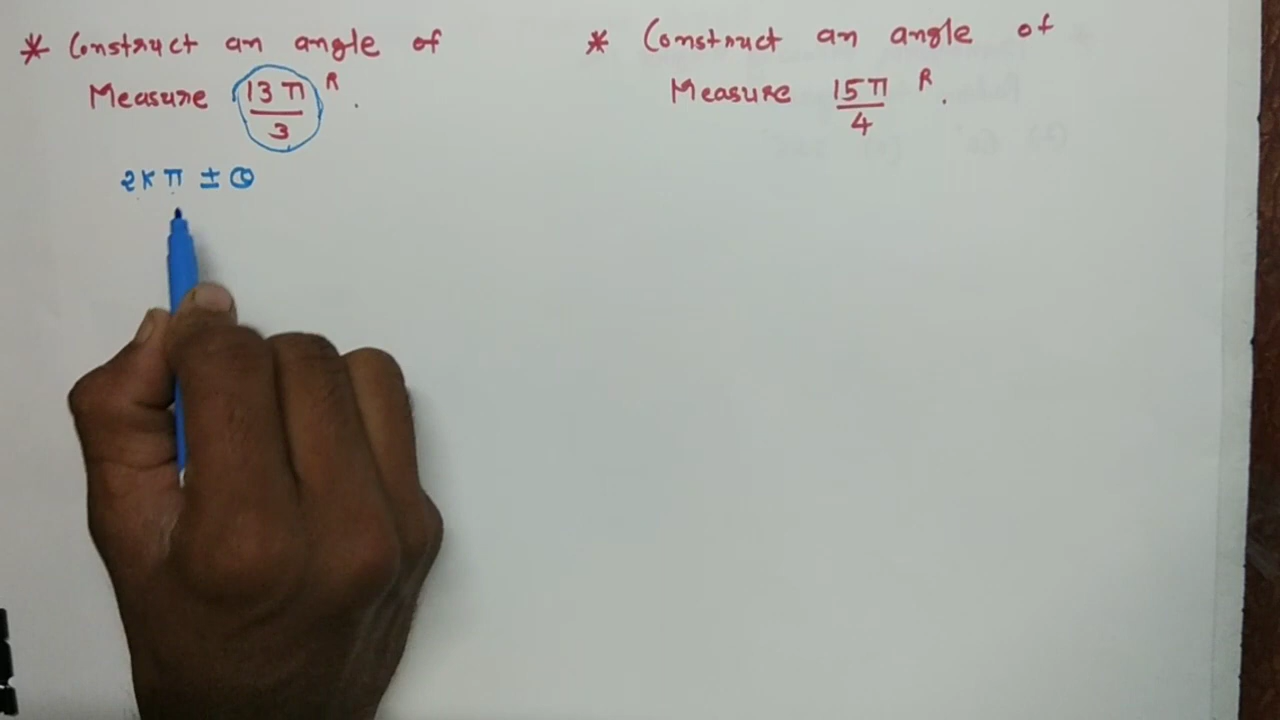 * Construct an angle of
Measure 13π/3 R.
2Kπ ± θ
* Construct an angle of
Measure 15π/4 R.